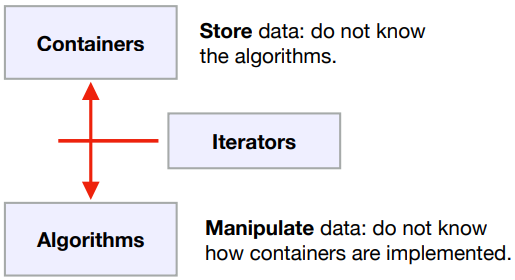 Containers
Store data: do not know
the algorithms.
Iterators
Algorithms
Manipulate data: do not know
how containers are implemented.